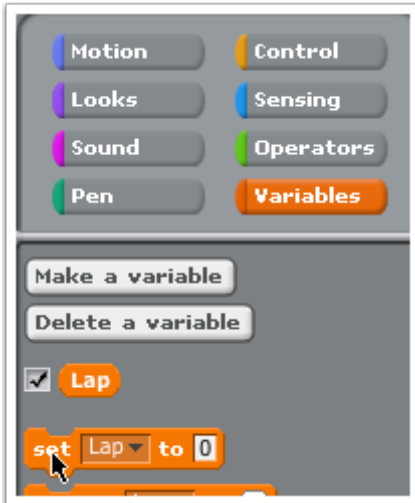 Motion Control
Looks Sensing
Sound Operators
Pen Variables
Make a variable
Delete a variable
Lap
set Lap to 0